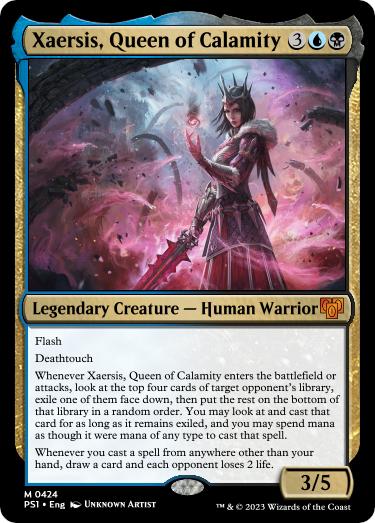 Xaersis, Queen of Calamity 3
Legendary Creature — Human Warrior
Flash
Deathtouch
Whenever Xaersis, Queen of Calamity enters the battlefield or
attacks, look at the top four cards of target opponent's library,
exile one of them face down, then put the rest on the bottom of
that library in a random order. You may look at and cast that
card for as long as it remains exiled, and you may spend mana
as though it were mana of any type to cast that spell.
Whenever you cast a spell from anywhere other than your
hand, draw a card and each opponent loses 2 life.
3/5
M 0424
PS1 • Eng Unknown Artist
™ & © 2023 Wizards of the Coast